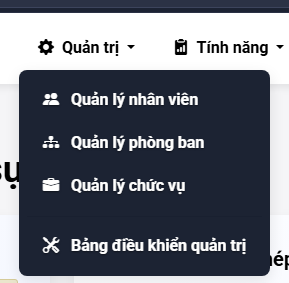 Quản trị
Tính năng
Quản lý nhân viên
Quản lý phòng ban
Quản lý chức vụ
Bảng điều khiển quản trị